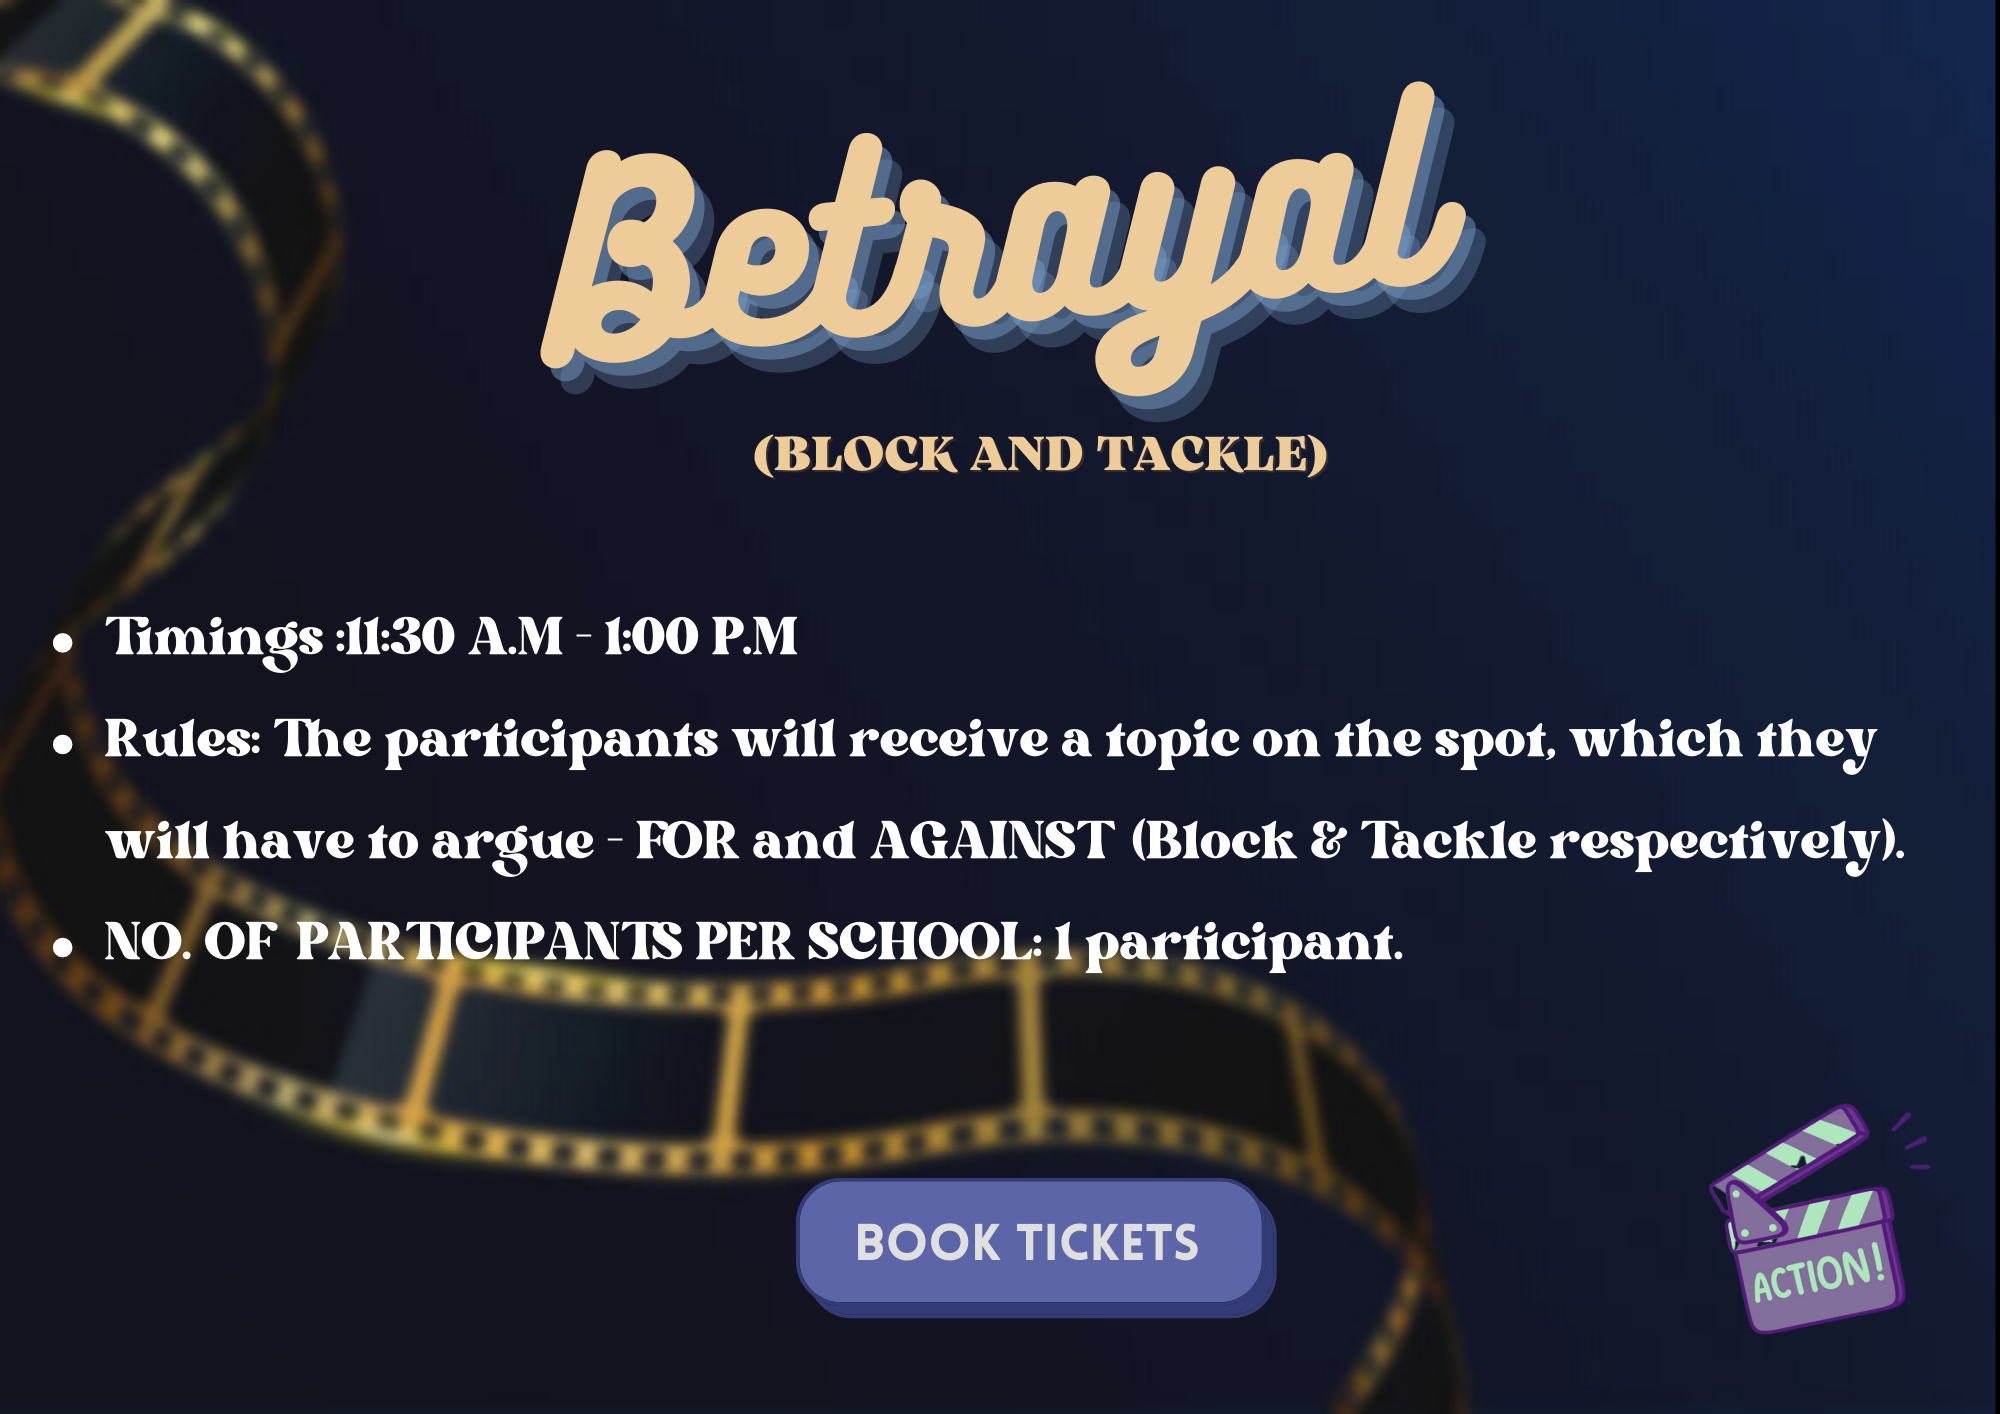 Betrayal
(BLOCK AND TACKLE)
• Timings :11:30 A.M - 1:00 P.M
• Rules: The participants will receive a topic on the spot, which they
will have to argue - FOR and AGAINST (Block & Tackle respectively).
• NO. OF PARTICIPANTS PER SCHOOL: 1 participant.
BOOK TICKETS
ACTION!